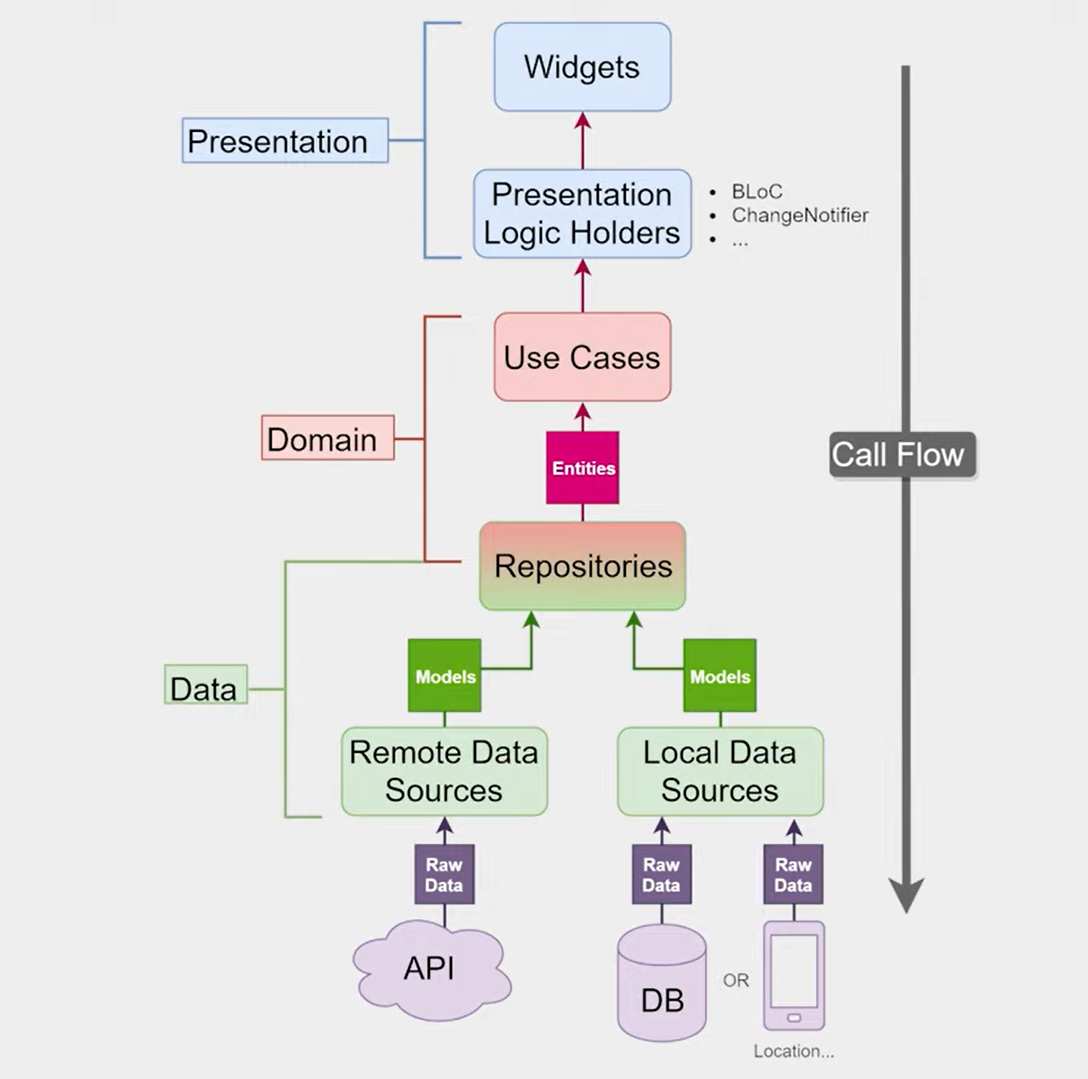 Widgets
Presentation
Presentation
Logic Holders
• BLoC
• ChangeNotifier
• ...
Use Cases
Domain
Call Flow
Entities
Repositories
Models
Models
Data
Remote Data
Sources
Local Data
Sources
Raw
Data
Raw
Data
Raw
Data
API
DB
OR
Location...